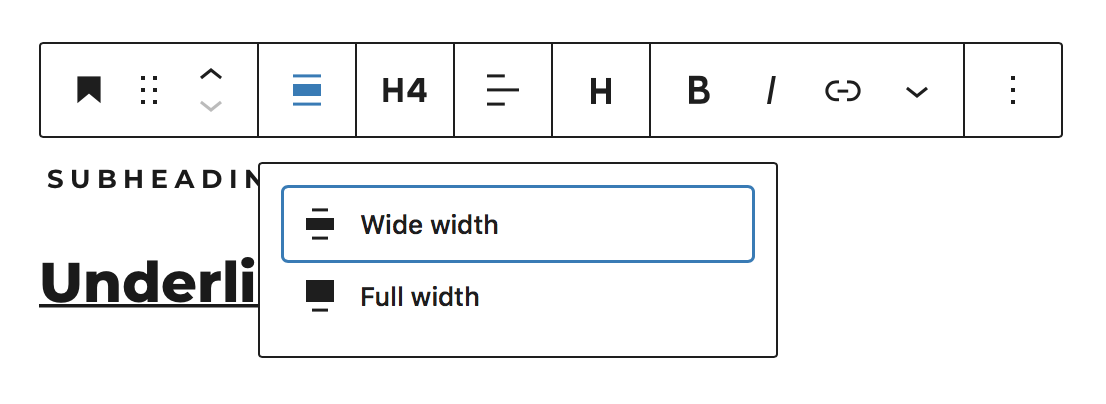 H4 H B I
SUBHEADIN
Wide width
Underli
Full width